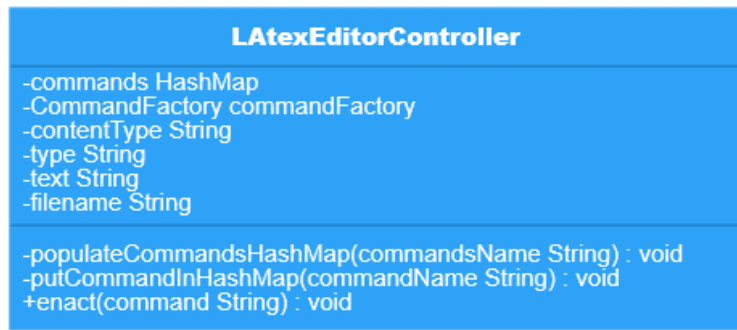 LAtexEditorController
-commands HashMap
-CommandFactory commandFactory
-contentType String
-type String
-text String
-filename String
-populateCommandsHashMap(commandsName String) : void
-putCommandInHashMap(commandName String) : void
+enact(command String) : void